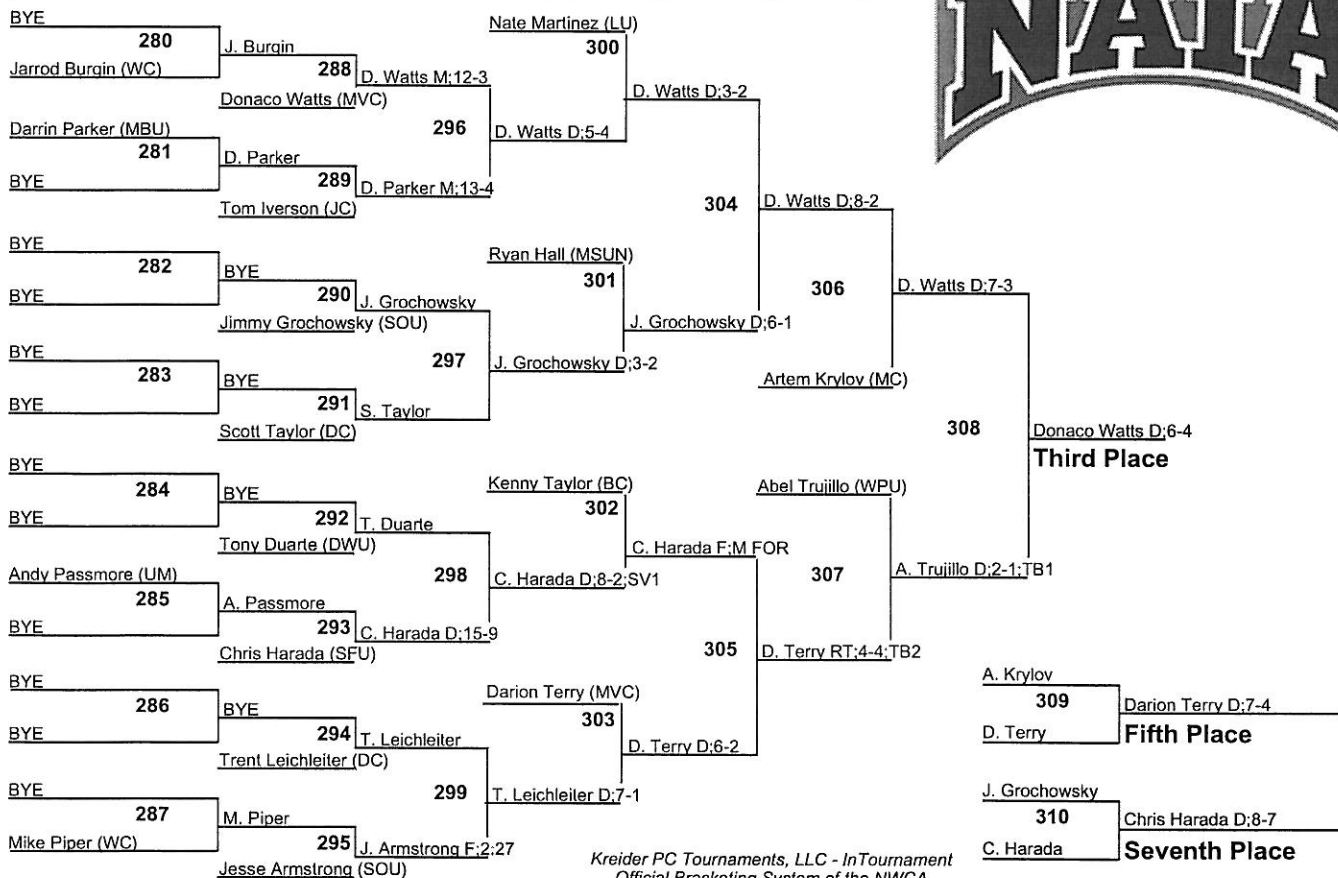 NAIA
BYE
280
Jarrod Burgin (WC)
J. Burgin
288
Donaco Watts (MVC)
D. Watts M;12-3
Darrin Parker (MBU)
281
BYE
D. Parker
289
Tom Iverson (JC)
D. Parker M;13-4
296
D. Watts D;5-4
Nate Martinez (LU)
300
D. Watts D;3-2
BYE
282
BYE
BYE
290
Jimmy Grochowsky (SOU)
J. Grochowsky
BYE
283
BYE
BYE
291
Scott Taylor (DC)
S. Taylor
297
J. Grochowsky D;3-2
Ryan Hall (MSUN)
301
J. Grochowsky D;6-1
304
D. Watts D;8-2
306
Artem Krylov (MC)
D. Watts D;7-3
BYE
284
BYE
BYE
292
Tony Duarte (DWU)
T. Duarte
Andy Passmore (UM)
285
BYE
A. Passmore
293
Chris Harada (SFU)
C. Harada D;15-9
298
C. Harada D;8-2;SV1
Kenny Taylor (BC)
302
C. Harada F;M FOR
BYE
286
BYE
BYE
294
Trent Leichleiter (DC)
T. Leichleiter
BYE
287
Mike Piper (WC)
M. Piper
295
Jesse Armstrong (SOU)
J. Armstrong F;2:27
299
T. Leichleiter D;7-1
Darion Terry (MVC)
303
D. Terry D;6-2
305
D. Terry RT;4-4;TB2
Abel Trujillo (WPU)
307
A. Trujillo D;2-1;TB1
308
Donaco Watts D;6-4
Third Place
A. Krylov
309
D. Terry
Darion Terry D;7-4
Fifth Place
J. Grochowsky
310
C. Harada
Chris Harada D;8-7
Seventh Place
Kreider PC Tournaments, LLC - InTournament
Official Bracketing System of the NWCA